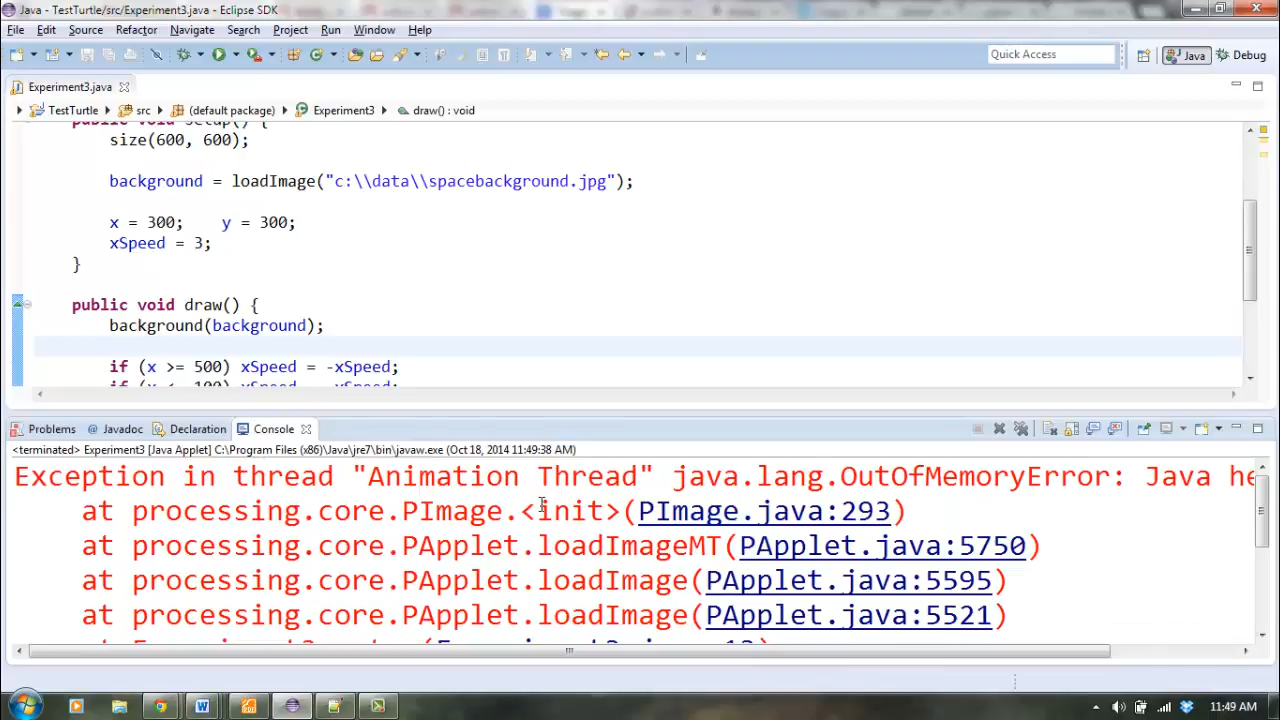 Java - TestTurtle/src/Experiment3.java - Eclipse SDK
File Edit Source Refactor Navigate Search Project Run Window Help
Quick Access Java Debug
Experiment3.java
TestTurtle src (default package) Experiment3 draw() : void
public void setup() {
size(600, 600);
background = loadImage("c:\\data\\spacebackground.jpg");
x = 300; y = 300;
xSpeed = 3;
}
public void draw() {
background(background);
if (x >= 500) xSpeed = -xSpeed;
Problems @ Javadoc Declaration Console
<terminated> Experiment3 [Java Applet] C:\Program Files (x86)\Java\jre7\bin\javaw.exe (Oct 18, 2014 11:49:38 AM)
Exception in thread "Animation Thread" java.lang.OutOfMemoryError: Java he
at processing.core.PImage.<init>(PImage.java:293)
at processing.core.PApplet.loadImageMT(PApplet.java:5750)
at processing.core.PApplet.loadImage(PApplet.java:5595)
at processing.core.PApplet.loadImage(PApplet.java:5521)
11:49 AM